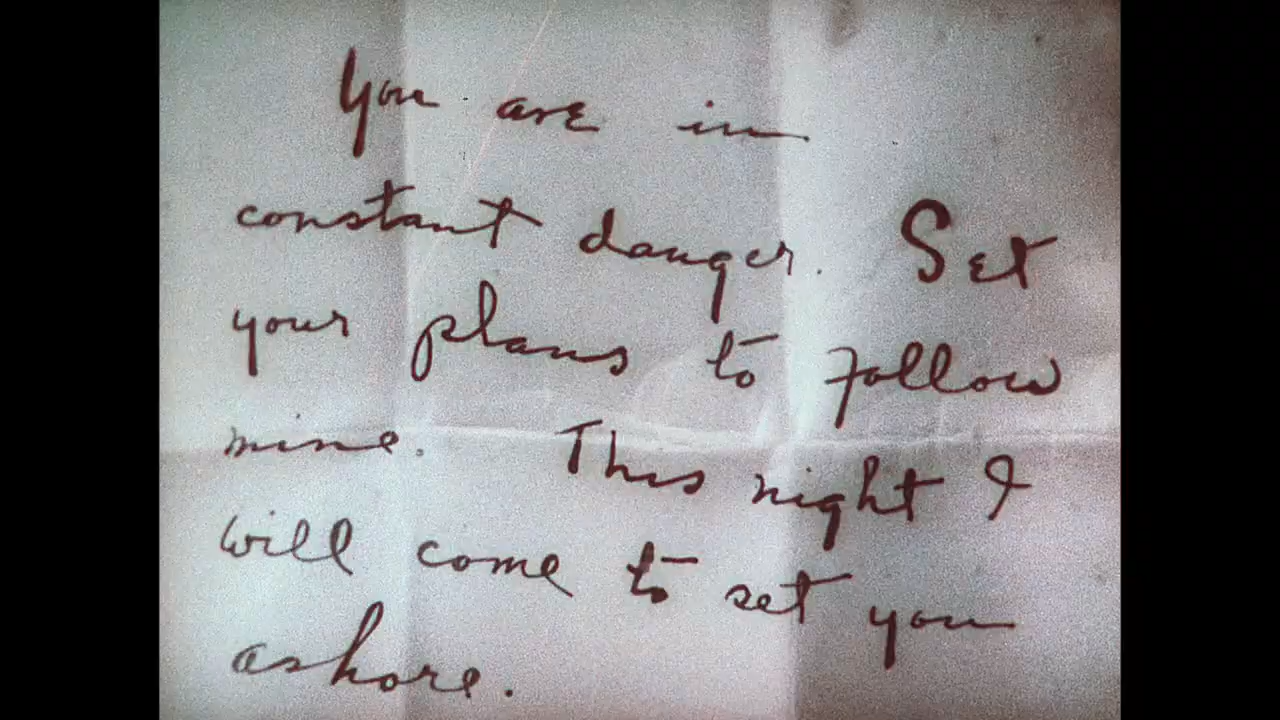 You are in
constant danger. Set
your plans to follow
mine. This night I
will come to set you
ashore.